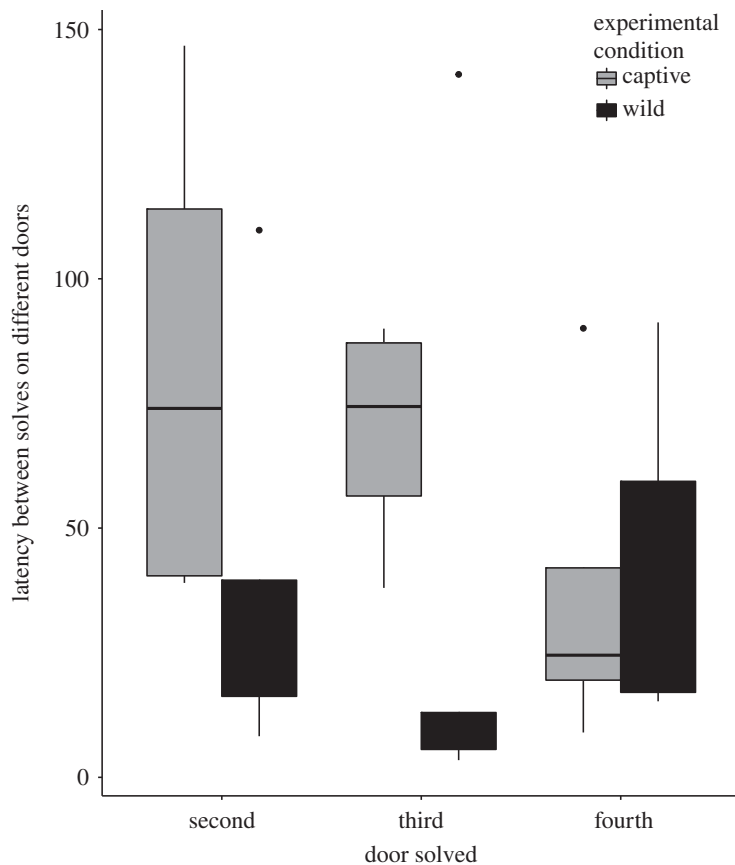 experimental
condition
captive
wild
150
100
50
0
latency between solves on different doors
second third fourth
door solved